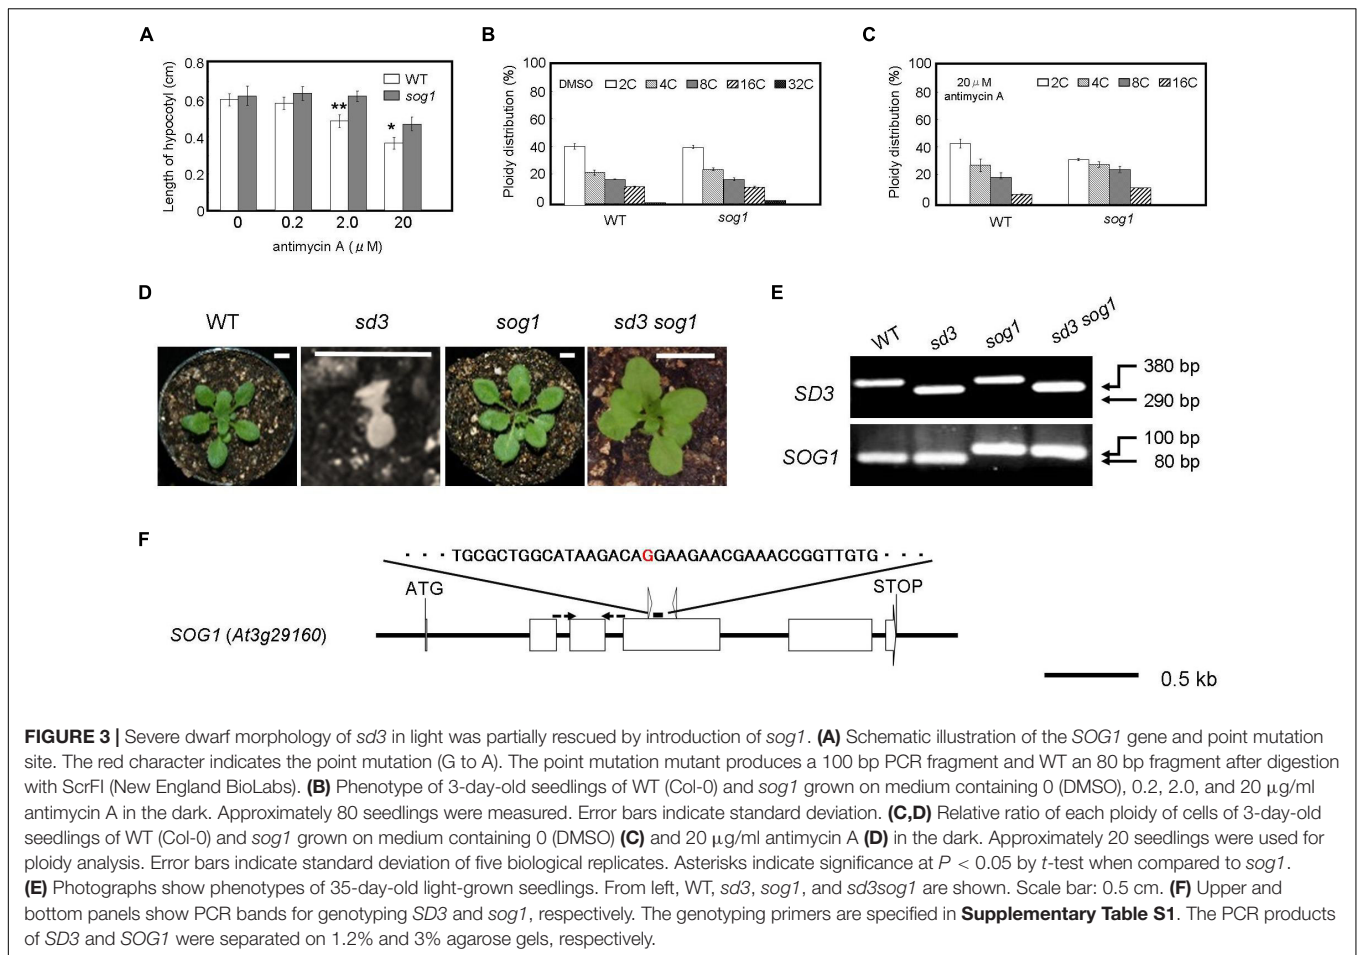 A
B
C
Length of hypocotyl (cm)
0.8
0.6
0.4
0.2
0
WT
sog1
**
*
0 0.2 2.0 20
antimycin A (μM)
Ploidy distribution (%)
100
80
60
40
20
0
DMSO 2C 4C 8C 16C 32C
WT sog1
Ploidy distribution (%)
100
80
60
40
20
0
20μM
antimycin A
2C 4C 8C 16C
WT sog1
D
WT sd3 sog1 sd3 sog1
E
WT sd3 sog1 sd3 sog1
SD3
380 bp
290 bp
SOG1
100 bp
80 bp
F
· · · TGCGCTGGCATAAGACAGGAAGAACGAAACCGGTTGTG · · ·
ATG
STOP
SOG1 (At3g29160)
0.5 kb
FIGURE 3 | Severe dwarf morphology of sd3 in light was partially rescued by introduction of sog1. (A) Schematic illustration of the SOG1 gene and point mutation
site. The red character indicates the point mutation (G to A). The point mutation mutant produces a 100 bp PCR fragment and WT an 80 bp fragment after digestion
with ScrFI (New England BioLabs). (B) Phenotype of 3-day-old seedlings of WT (Col-0) and sog1 grown on medium containing 0 (DMSO), 0.2, 2.0, and 20 μg/ml
antimycin A in the dark. Approximately 80 seedlings were measured. Error bars indicate standard deviation. (C,D) Relative ratio of each ploidy of cells of 3-day-old
seedlings of WT (Col-0) and sog1 grown on medium containing 0 (DMSO) (C) and 20 μg/ml antimycin A (D) in the dark. Approximately 20 seedlings were used for
ploidy analysis. Error bars indicate standard deviation of five biological replicates. Asterisks indicate significance at P < 0.05 by t-test when compared to sog1.
(E) Photographs show phenotypes of 35-day-old light-grown seedlings. From left, WT, sd3, sog1, and sd3sog1 are shown. Scale bar: 0.5 cm. (F) Upper and
bottom panels show PCR bands for genotyping SD3 and sog1, respectively. The genotyping primers are specified in Supplementary Table S1. The PCR products
of SD3 and SOG1 were separated on 1.2% and 3% agarose gels, respectively.